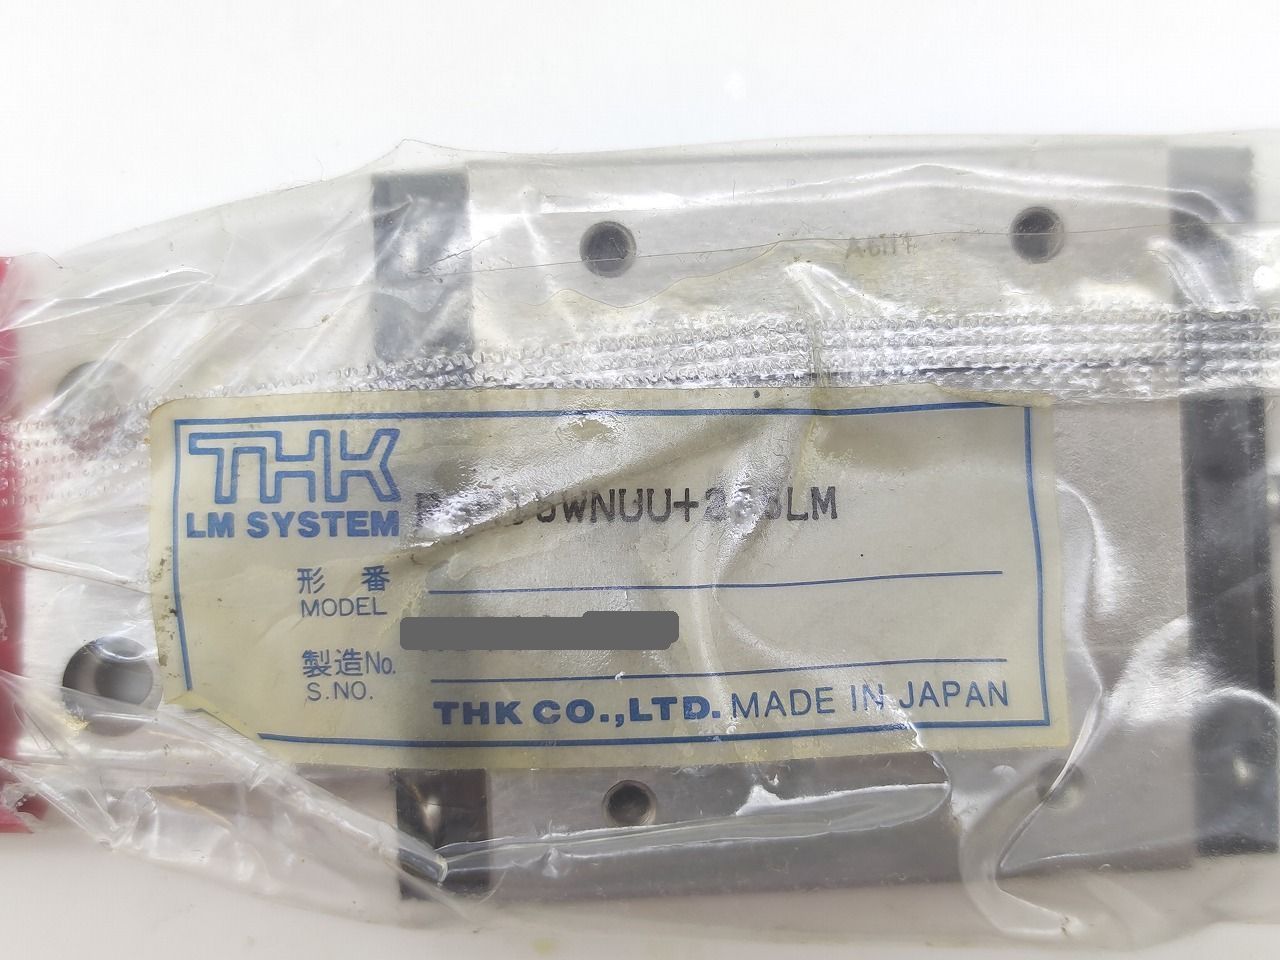 THK
LM SYSTEM
形 番
MODEL
製造No.
S.NO.
THK CO.,LTD. MADE IN JAPAN